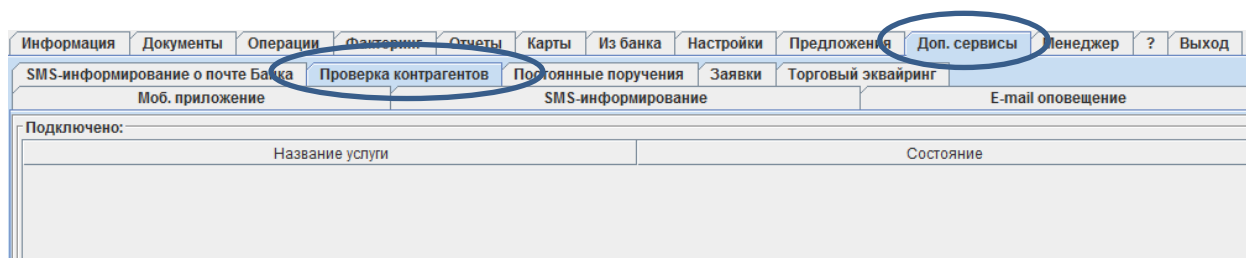 Информация Документы Операции Факторинг Отчеты Карты Из банка Настройки Предложения Доп. сервисы Менеджер ? Выход
SMS-информирование о почте Банка Проверка контрагентов Постоянные поручения Заявки Торговый эквайринг
Моб. приложение SMS-информирование E-mail оповещение
Подключено:
Название услуги Состояние